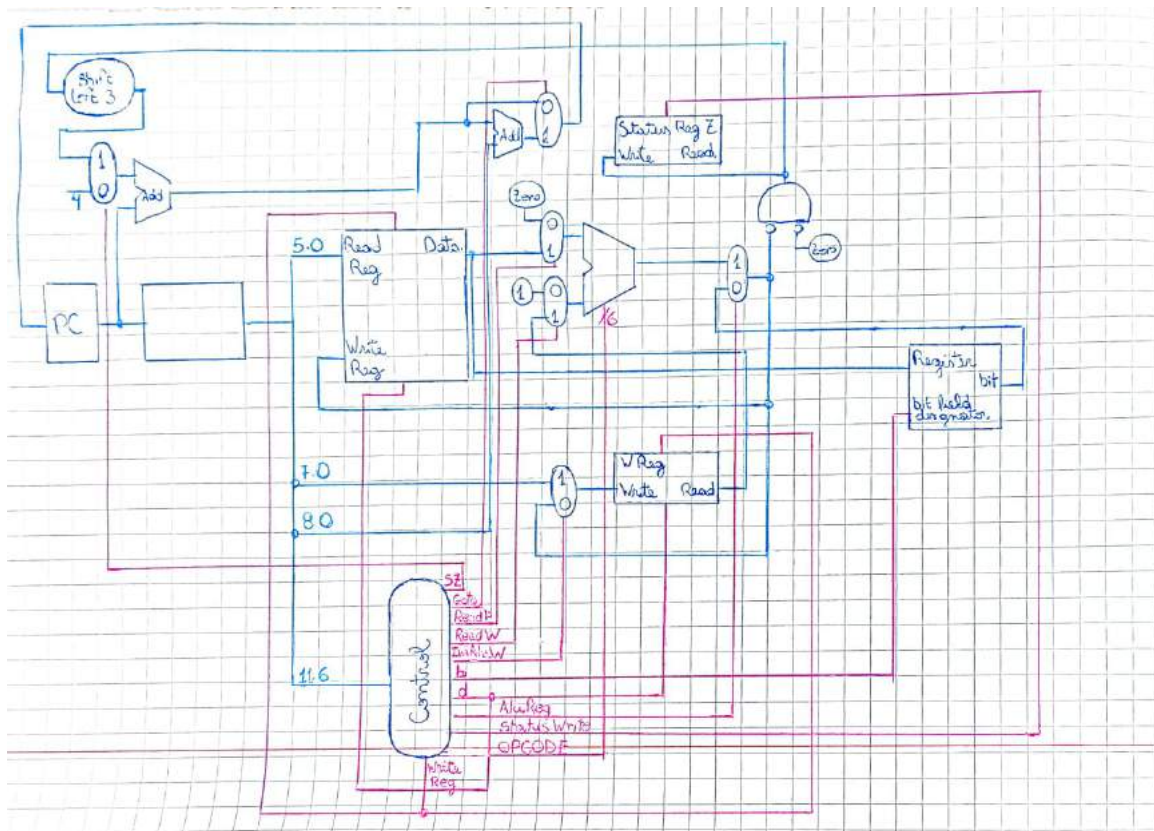 Shift
Left 3
0
1
Add
Status Reg Z
Write Read
1
0
4
Add
Zero
5.0
Read
Reg
Data
0
1
1
0
Zero
1
0
1
16
PC
Write
Reg
Register
bit
bit field
designator
7.0
1
0
W Reg
Write Read
8.0
SZ
Goto
ReadF
ReadW
b
11.6
d
Control
AluReg
Status Write
OPCODE
Write
Reg